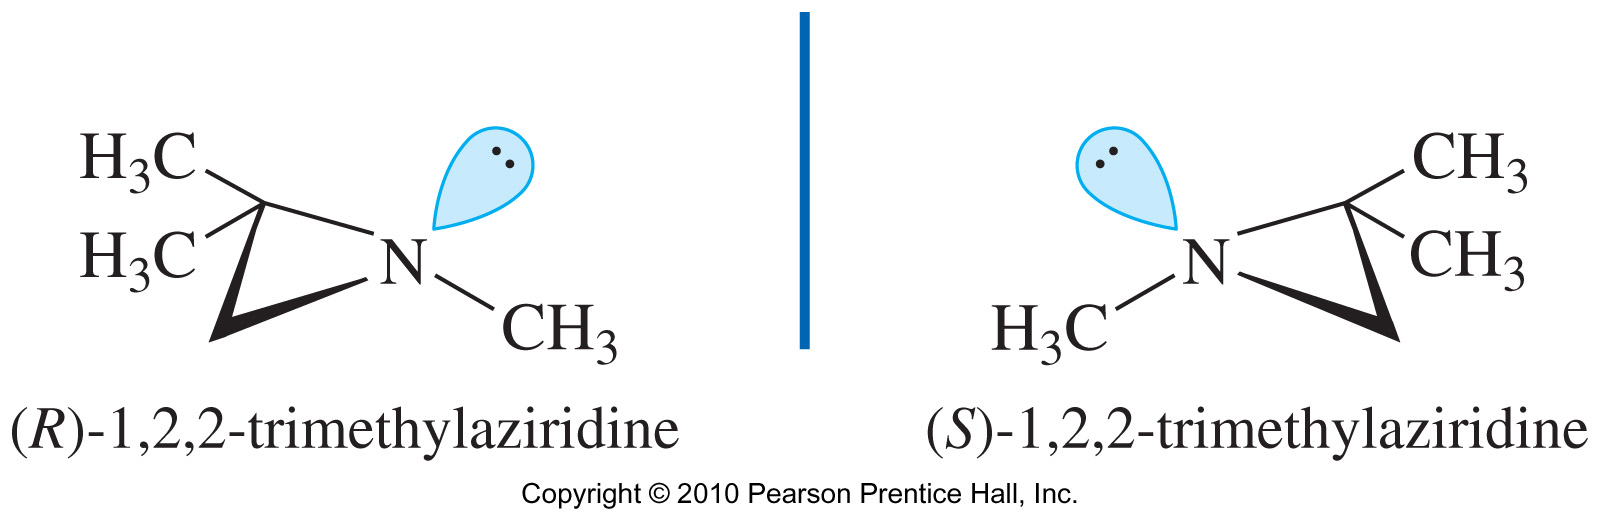 H₃C
CH₃
H₃C
N
N
CH₃
CH₃
H₃C
(R)-1,2,2-trimethylaziridine
(S)-1,2,2-trimethylaziridine
Copyright © 2010 Pearson Prentice Hall, Inc.